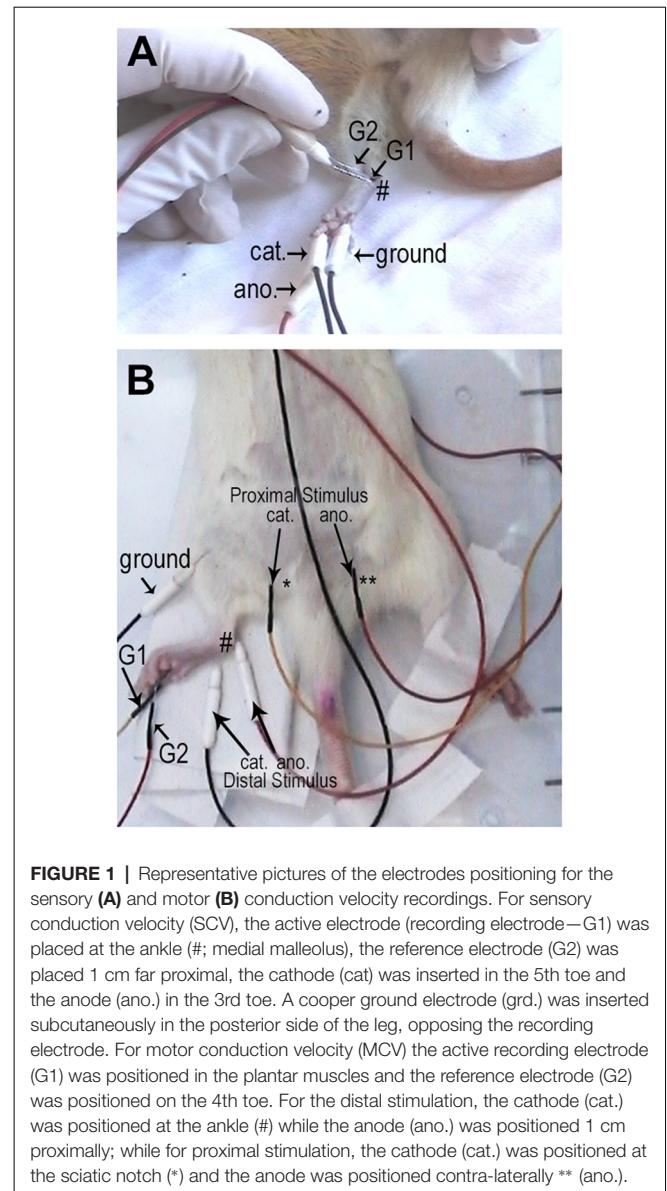 A
G2
G1
#
cat.→
←ground
ano.→
B
Proximal Stimulus
cat. ano.
* **
ground
#
G1
G2
cat. ano.
Distal Stimulus
FIGURE 1 | Representative pictures of the electrodes positioning for the
sensory (A) and motor (B) conduction velocity recordings. For sensory
conduction velocity (SCV), the active electrode (recording electrode—G1) was
placed at the ankle (#; medial malleolus), the reference electrode (G2) was
placed 1 cm far proximal, the cathode (cat) was inserted in the 5th toe and
the anode (ano.) in the 3rd toe. A cooper ground electrode (grd.) was inserted
subcutaneously in the posterior side of the leg, opposing the recording
electrode. For motor conduction velocity (MCV) the active recording electrode
(G1) was positioned in the plantar muscles and the reference electrode (G2)
was positioned on the 4th toe. For the distal stimulation, the cathode (cat.)
was positioned at the ankle (#) while the anode (ano.) was positioned 1 cm
proximally; while for proximal stimulation, the cathode (cat.) was positioned at
the sciatic notch (*) and the anode was positioned contra-laterally ** (ano.).